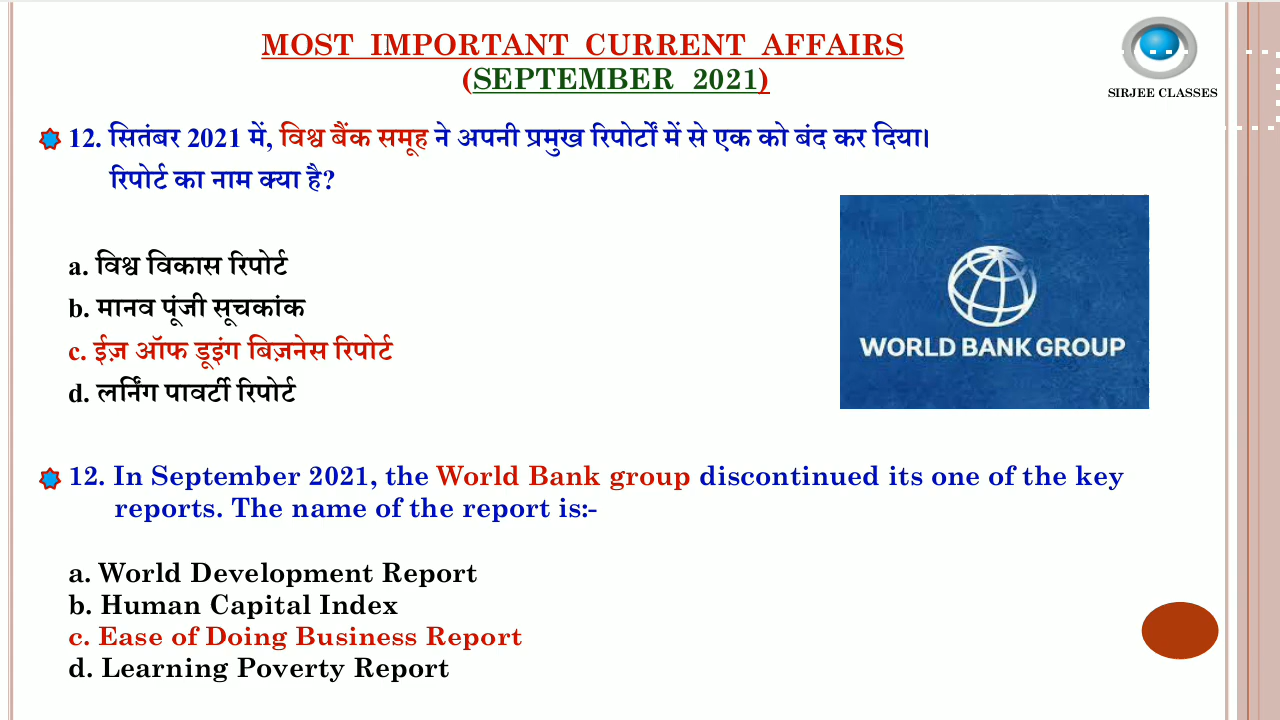 MOST IMPORTANT CURRENT AFFAIRS
(SEPTEMBER 2021)
SIRJEE CLASSES
12. सितंबर 2021 में, विश्व बैंक समूह ने अपनी प्रमुख रिपोर्टों में से एक को बंद कर दिया।
रिपोर्ट का नाम क्या है?
a. विश्व विकास रिपोर्ट
b. मानव पूंजी सूचकांक
c. ईज़ ऑफ डूइंग बिज़नेस रिपोर्ट
d. लर्निंग पावर्टी रिपोर्ट
WORLD BANK GROUP
12. In September 2021, the World Bank group discontinued its one of the key
reports. The name of the report is:-
a. World Development Report
b. Human Capital Index
c. Ease of Doing Business Report
d. Learning Poverty Report